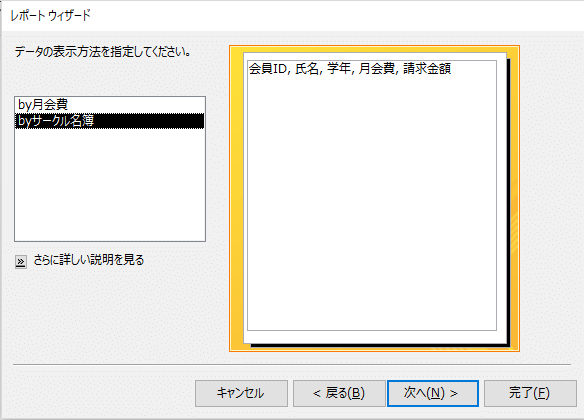 レポート ウィザード
データの表示方法を指定してください。
by月会費
byサークル名簿
会員ID, 氏名, 学年, 月会費, 請求金額
さらに詳しい説明を見る
キャンセル
< 戻る(B)
次へ(N) >
完了(F)